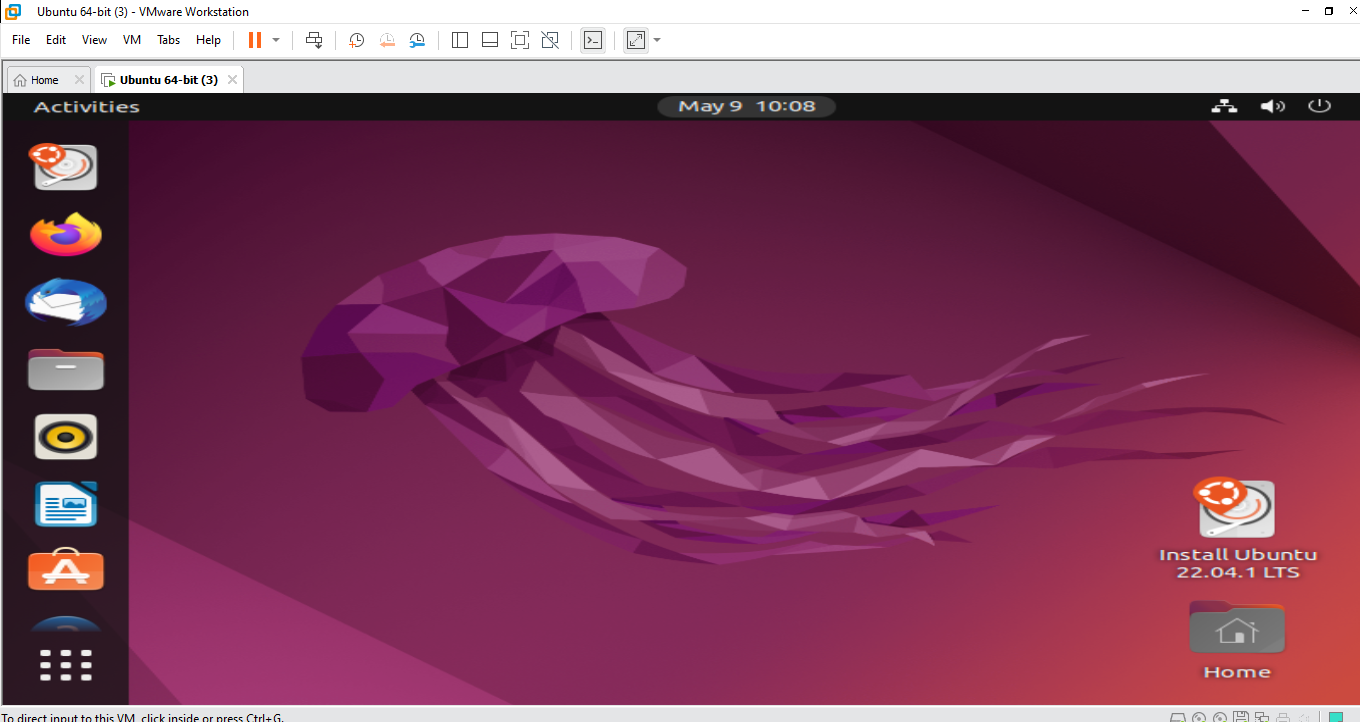 Ubuntu 64-bit (3) - VMware Workstation
File Edit View VM Tabs Help
Home
Ubuntu 64-bit (3)
Activities
May 9 10:08
Install Ubuntu
22.04.1 LTS
Home
To direct input to this VM, click inside or press Ctrl+G.